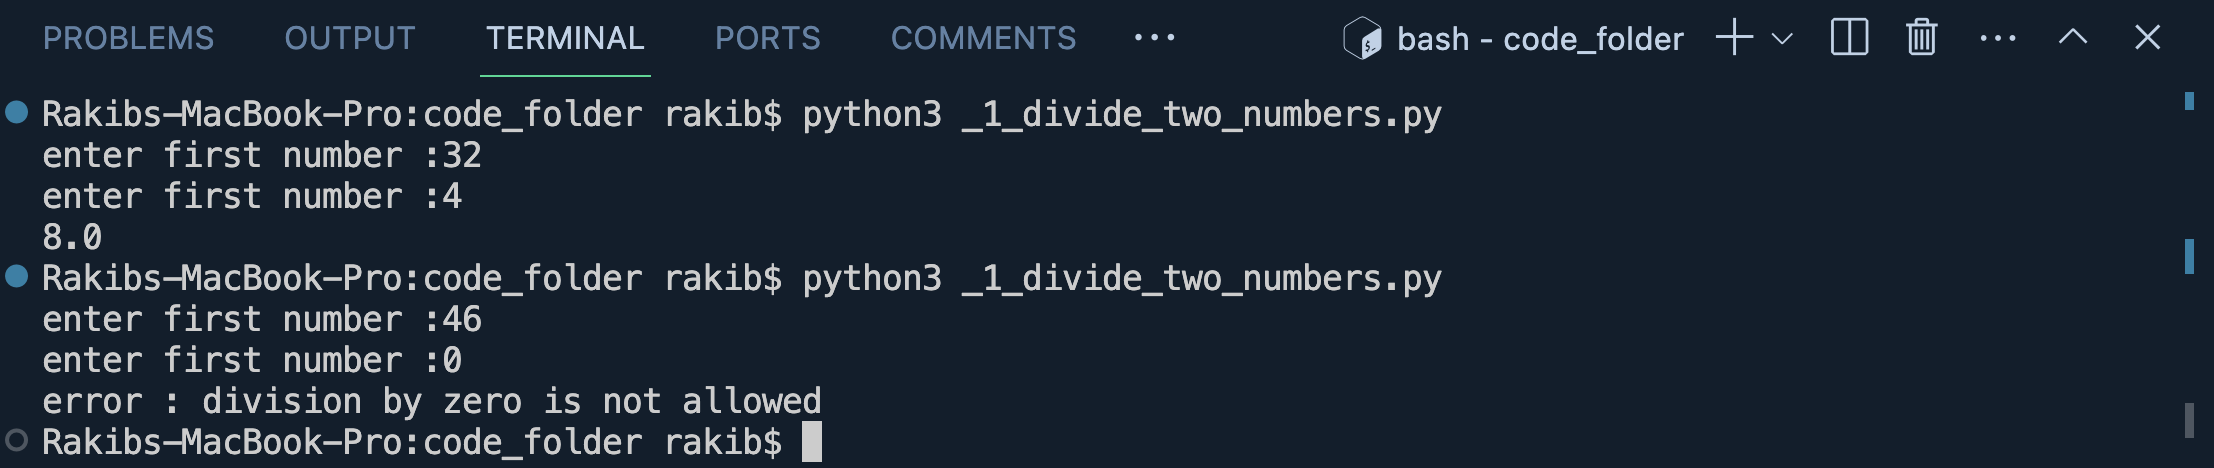 PROBLEMS OUTPUT TERMINAL PORTS COMMENTS ··· bash - code_folder ···
Rakibs-MacBook-Pro:code_folder rakib$ python3 _1_divide_two_numbers.py
enter first number :32
enter first number :4
8.0
Rakibs-MacBook-Pro:code_folder rakib$ python3 _1_divide_two_numbers.py
enter first number :46
enter first number :0
error : division by zero is not allowed
Rakibs-MacBook-Pro:code_folder rakib$